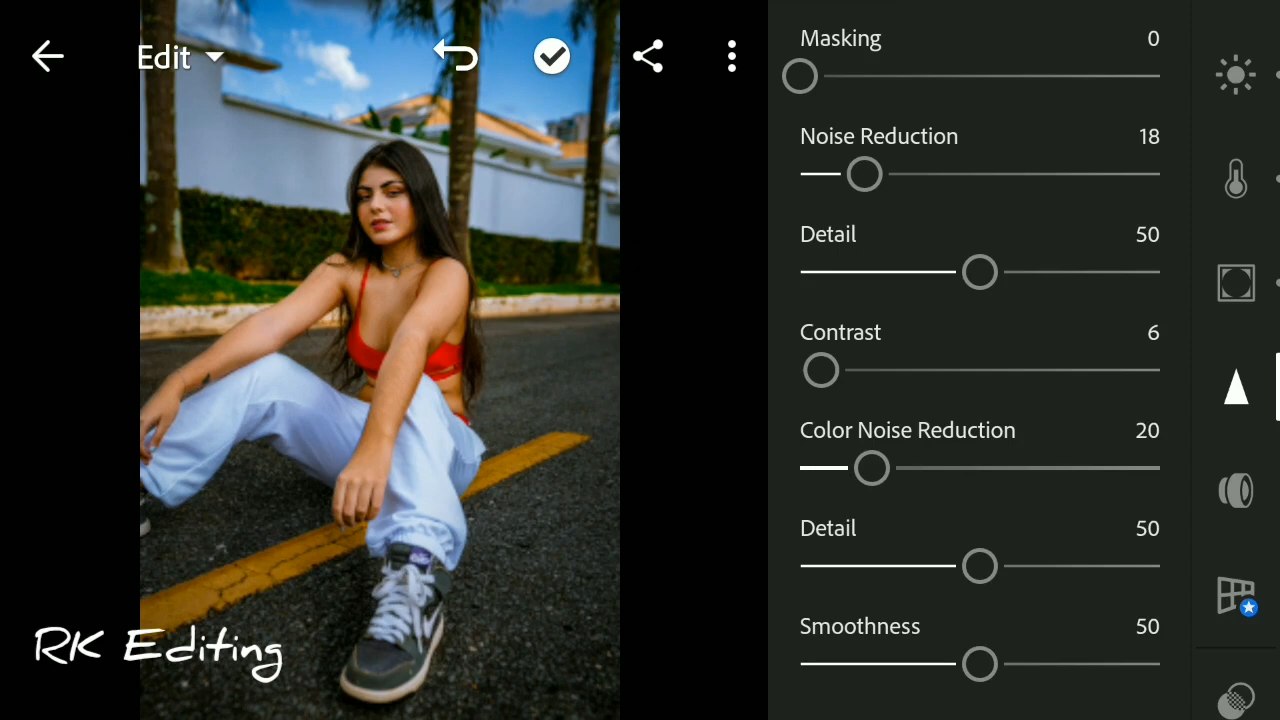 Edit
Masking 0
Noise Reduction 18
Detail 50
Contrast 6
Color Noise Reduction 20
Detail 50
Smoothness 50
RK Editing